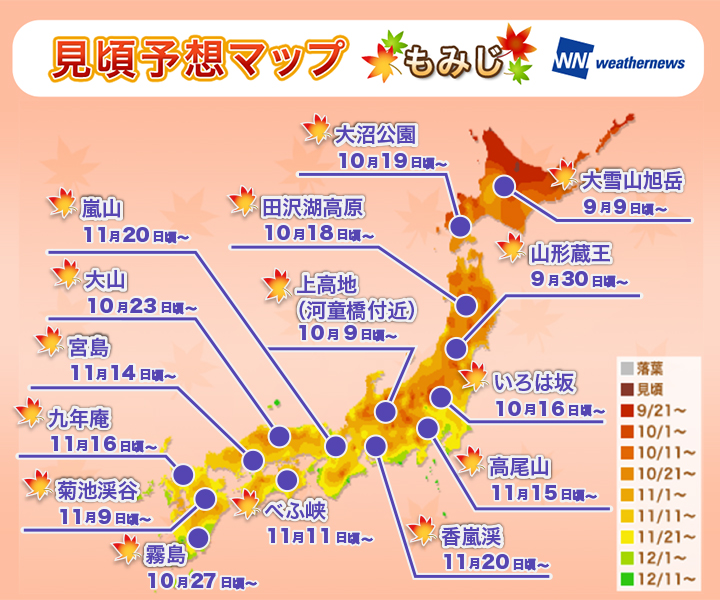 見頃予想マップ もみじ WNI weathernews
大沼公園
10月19日頃～
大雪山旭岳
9月9日頃～
嵐山
11月20日頃～
田沢湖高原
10月18日頃～
山形蔵王
9月30日頃～
大山
10月23日頃～
上高地
（河童橋付近）
10月9日頃～
宮島
11月14日頃～
いろは坂
10月16日頃～
九年庵
11月16日頃～
高尾山
11月15日頃～
菊池渓谷
11月9日頃～
べふ峡
11月11日頃～
香嵐渓
11月20日頃～
霧島
10月27日頃～
落葉
見頃
9/21～
10/1～
10/11～
10/21～
11/1～
11/11～
11/21～
12/1～
12/11～